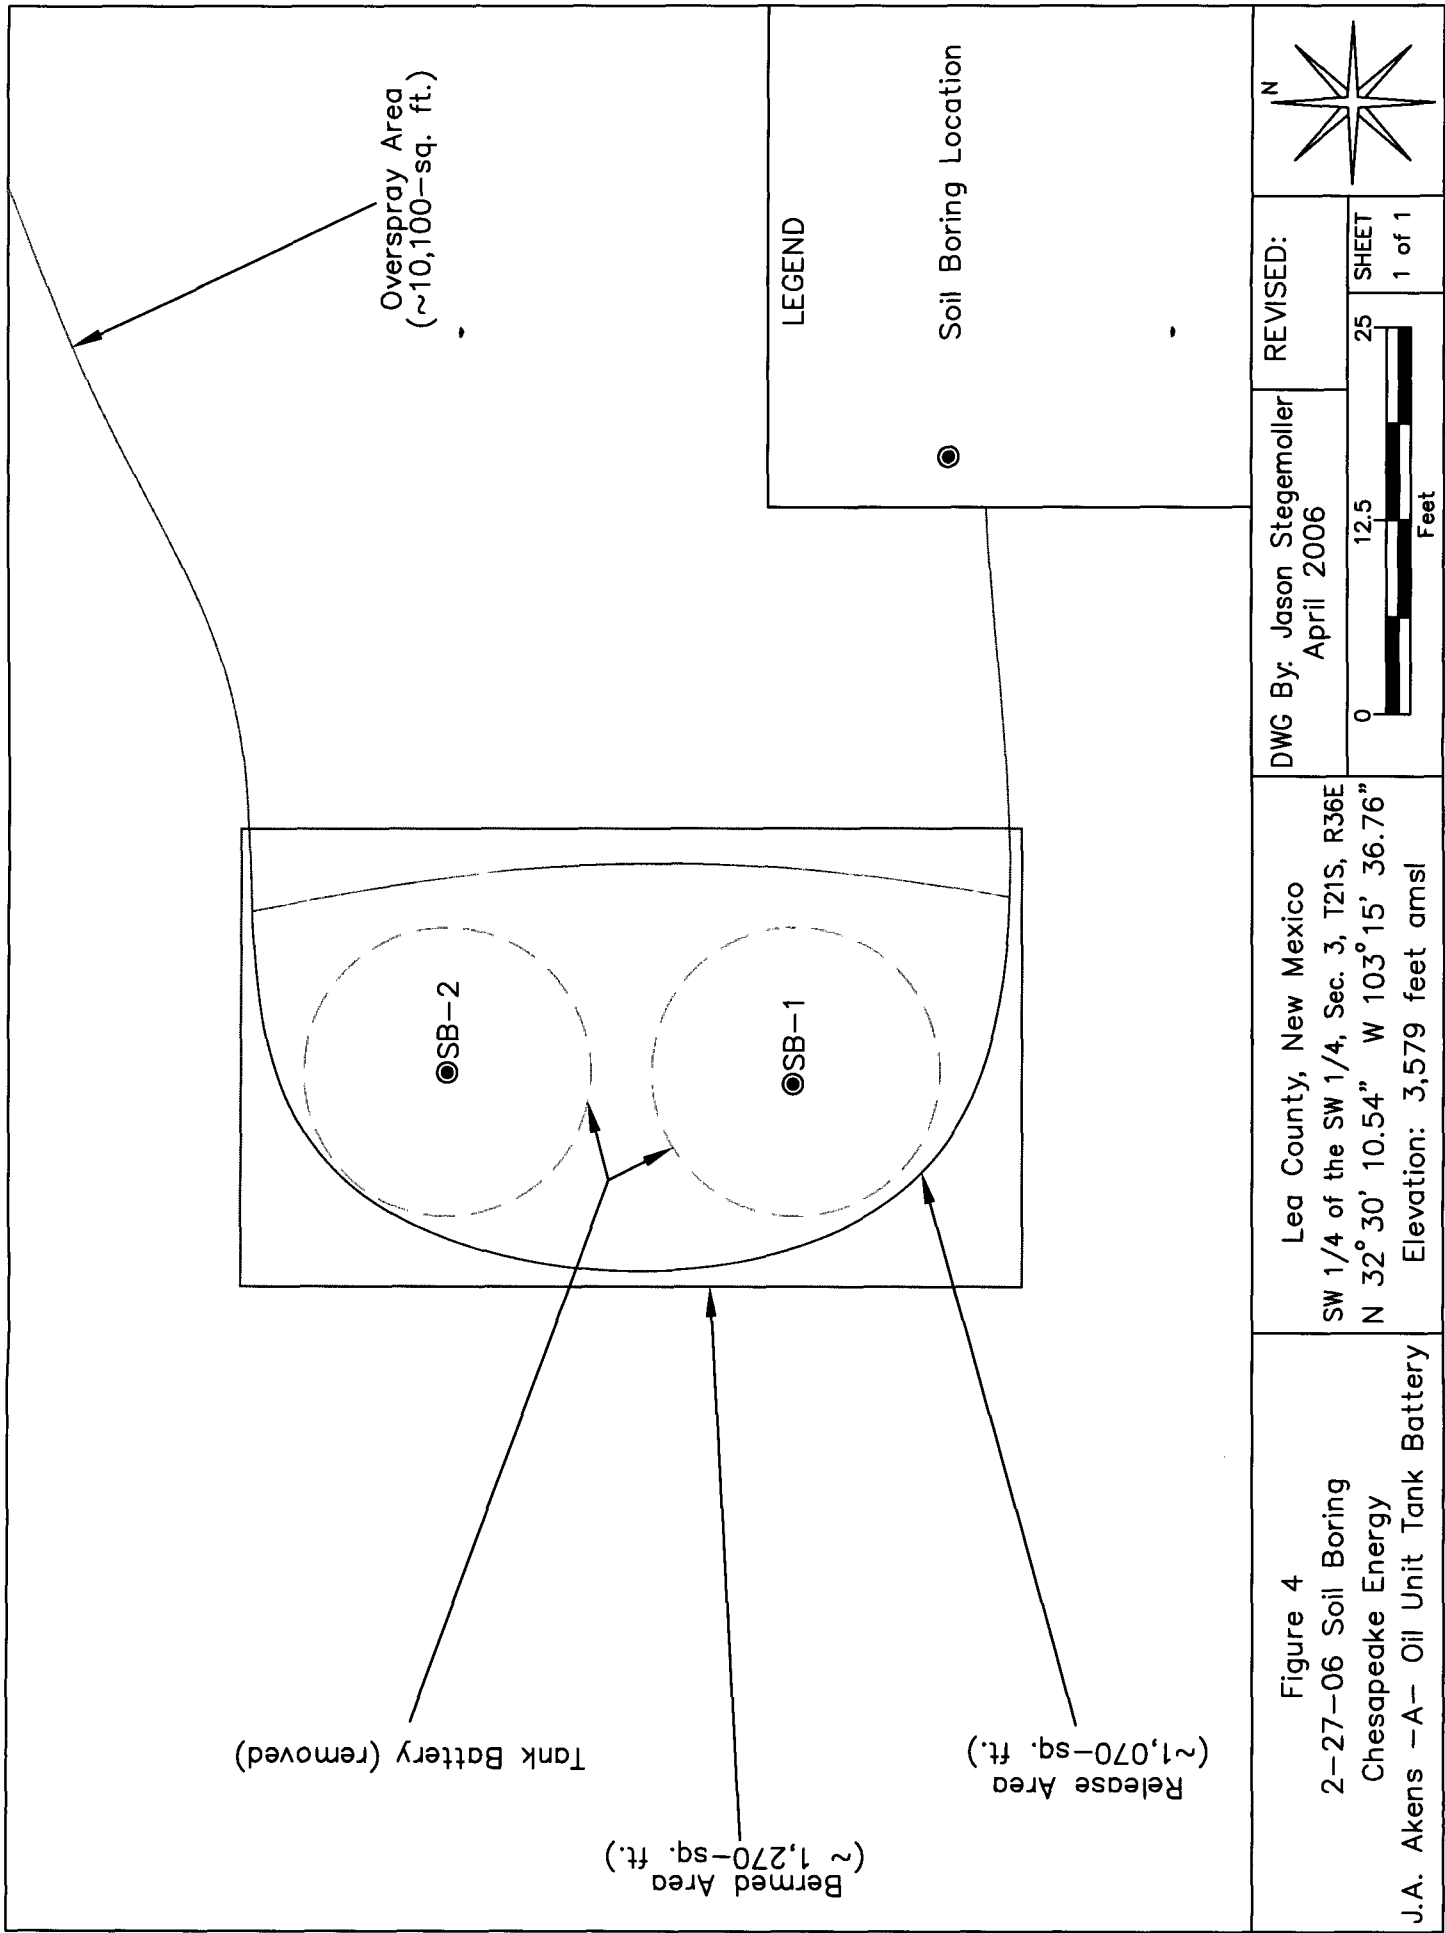 Overspray Area
(~10,100-sq. ft.)
SB-2
SB-1
Tank Battery (removed)
Bermed Area
(~ 1,270-sq. ft.)
Release Area
(~1,070-sq. ft.)
LEGEND
Soil Boring Location
Figure 4
2-27-06 Soil Boring
Chesapeake Energy
J.A. Akens -A- Oil Unit Tank Battery
Lea County, New Mexico
SW 1/4 of the SW 1/4, Sec. 3, T21S, R36E
N 32° 30' 10.54" W 103° 15' 36.76"
Elevation: 3,579 feet amsl
DWG By: Jason Stegemoller
April 2006
REVISED:
0 12.5 25
Feet
SHEET
1 of 1
N